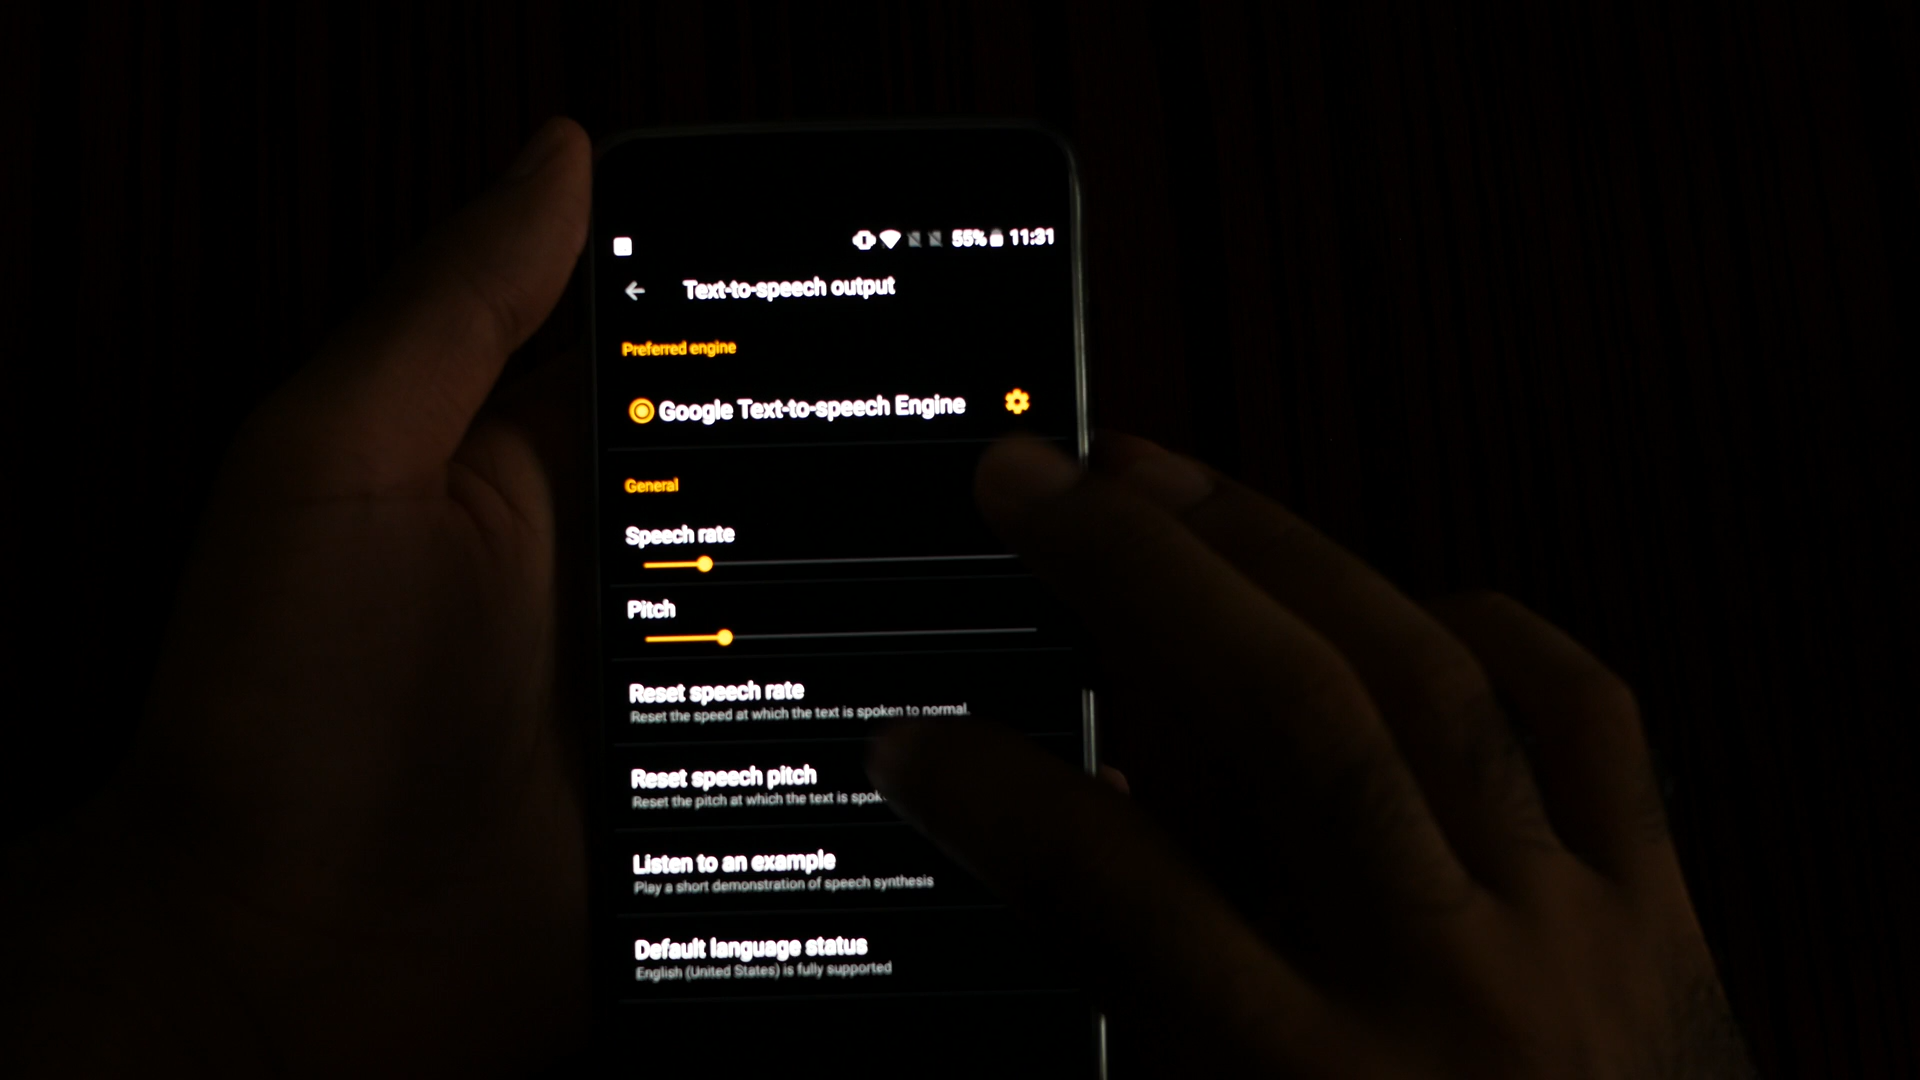 55% 11:31
Text-to-speech output
Preferred engine
Google Text-to-speech Engine
General
Speech rate
Pitch
Reset speech rate
Reset the speed at which the text is spoken to normal.
Reset speech pitch
Reset the pitch at which the text is
Listen to an example
Play a short demonstration of speech synthesis
Default language status
English (United States) is fully supported